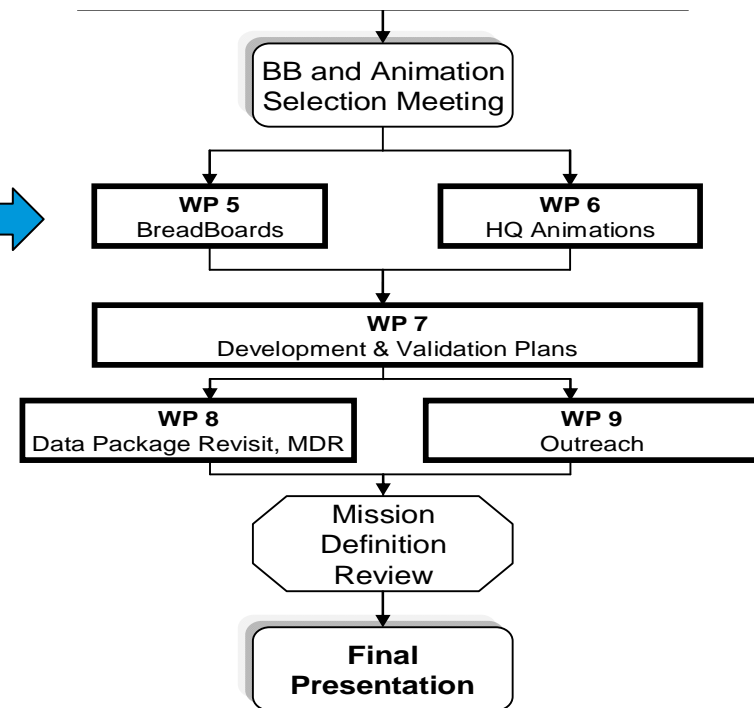 BB and Animation
Selection Meeting
WP 5
BreadBoards
WP 6
HQ Animations
WP 7
Development & Validation Plans
WP 8
Data Package Revisit, MDR
WP 9
Outreach
Mission
Definition
Review
Final
Presentation